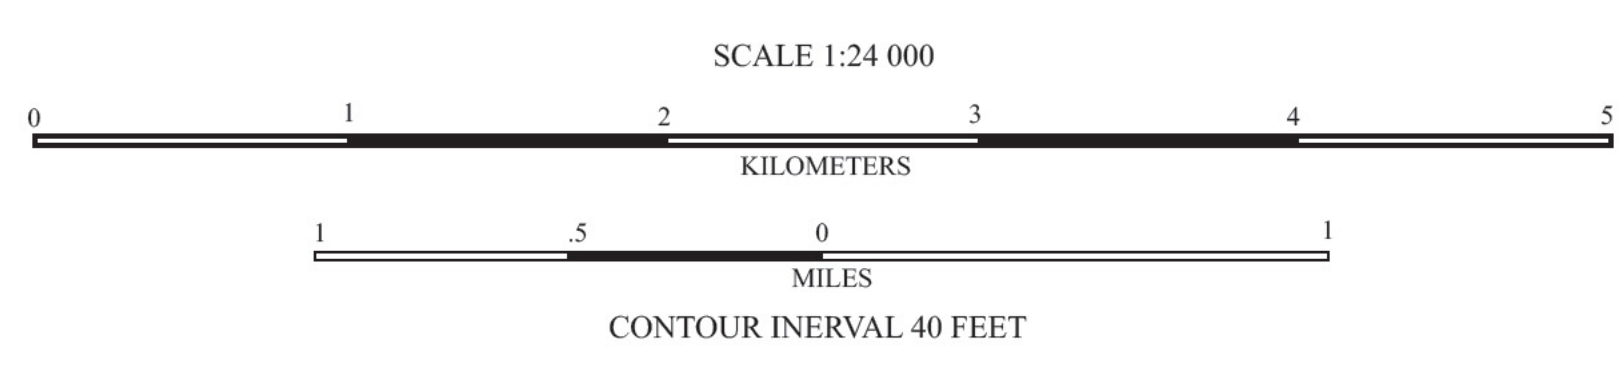 SCALE 1:24 000
0 1 2 3 4 5
KILOMETERS
1 .5 0 1
MILES
CONTOUR INERVAL 40 FEET